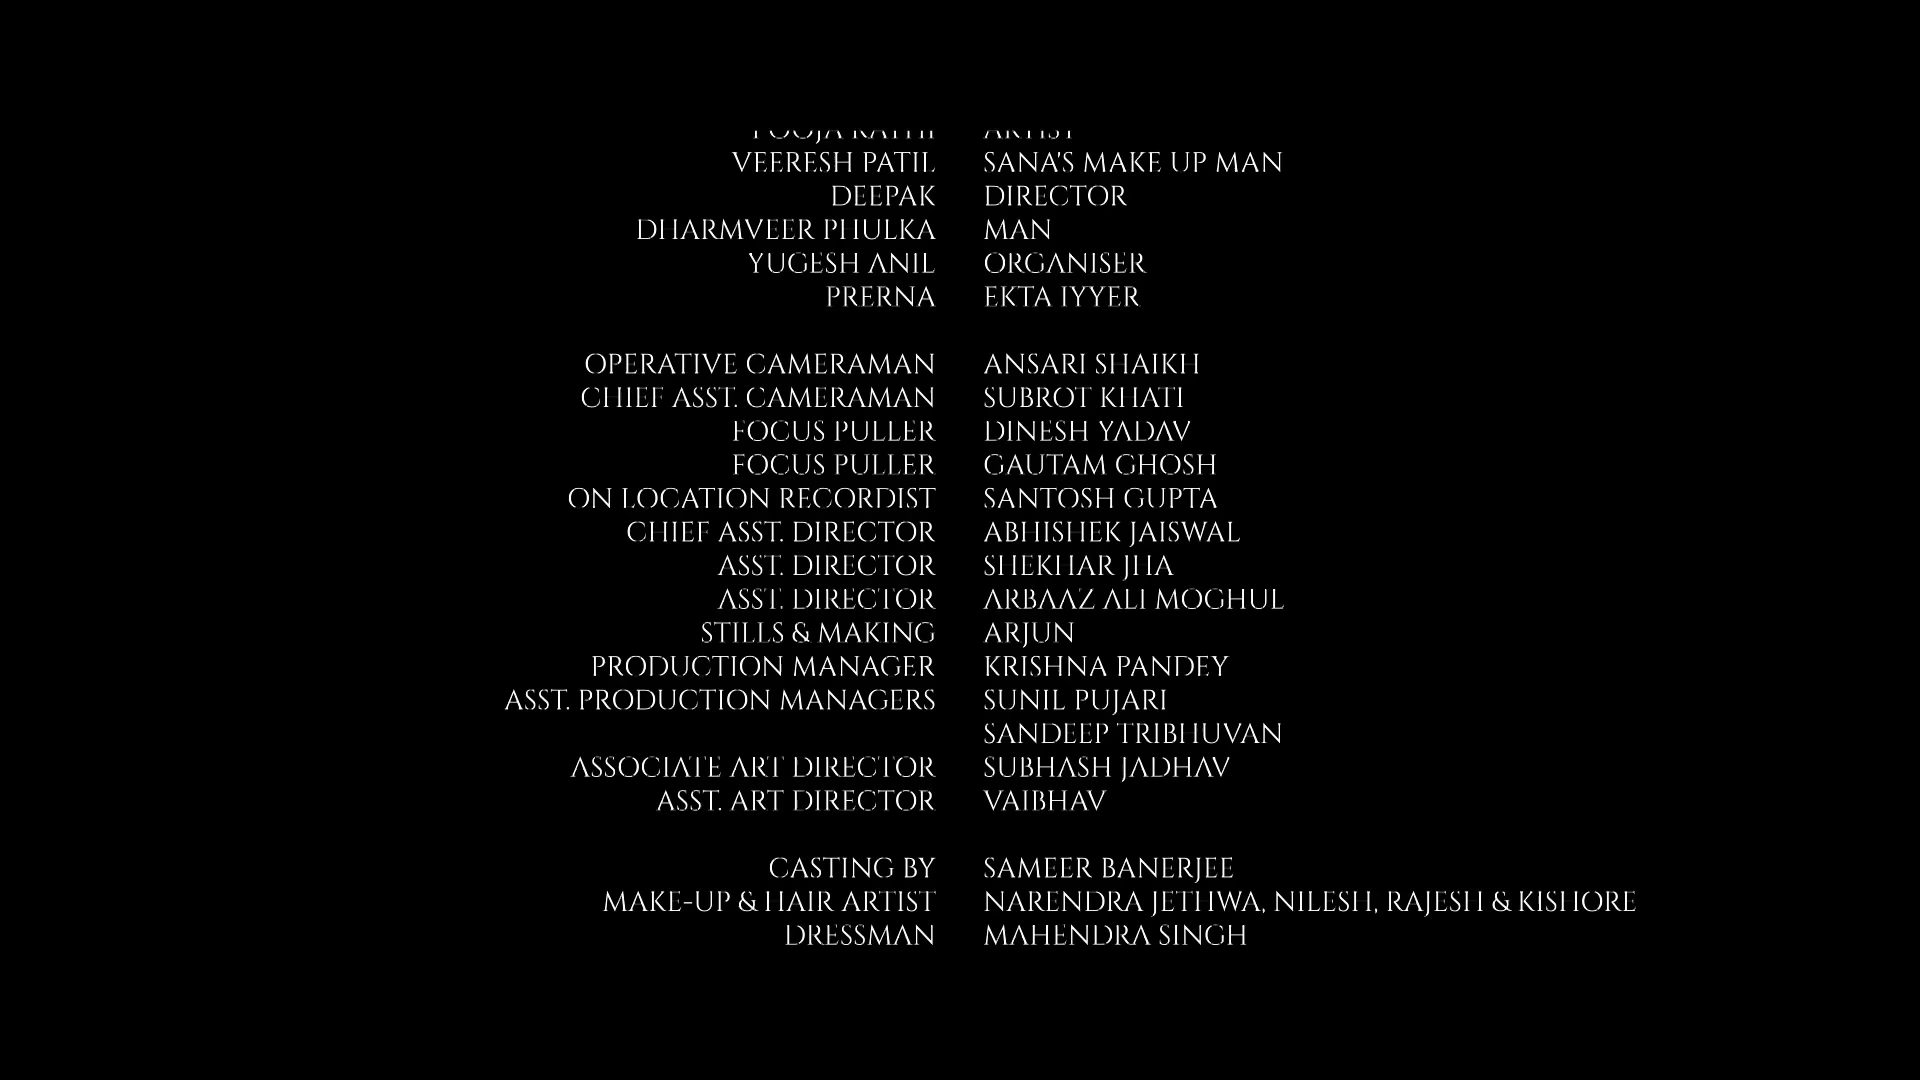 POOJA RATHI ARTIST
VEERESH PATIL SANA'S MAKE UP MAN
DEEPAK DIRECTOR
DHARMVEER PHULKA MAN
YUGESH ANIL ORGANISER
PRERNA EKTA IYYER
OPERATIVE CAMERAMAN ANSARI SHAIKH
CHIEF ASST. CAMERAMAN SUBROT KHATI
FOCUS PULLER DINESH YADAV
FOCUS PULLER GAUTAM GHOSH
ON LOCATION RECORDIST SANTOSH GUPTA
CHIEF ASST. DIRECTOR ABHISHEK JAISWAL
ASST. DIRECTOR SHEKHAR JHA
ASST. DIRECTOR ARBAAZ ALI MOGHUL
STILLS & MAKING ARJUN
PRODUCTION MANAGER KRISHNA PANDEY
ASST. PRODUCTION MANAGERS SUNIL PUJARI
SANDEEP TRIBHUVAN
ASSOCIATE ART DIRECTOR SUBHASH JADHAV
ASST. ART DIRECTOR VAIBHAV
CASTING BY SAMEER BANERJEE
MAKE-UP & HAIR ARTIST NARENDRA JETHWA, NILESH, RAJESH & KISHORE
DRESSMAN MAHENDRA SINGH